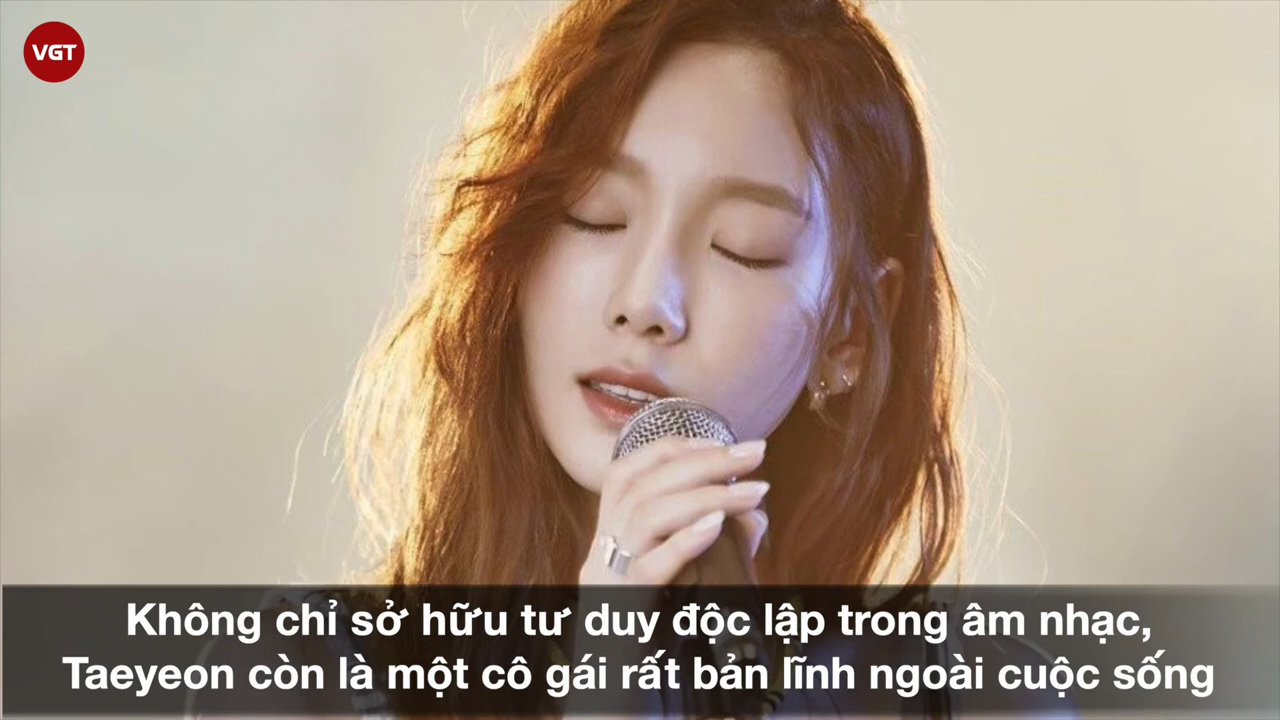 VGT
Không chỉ sở hữu tư duy độc lập trong âm nhạc,
Taeyeon còn là một cô gái rất bản lĩnh ngoài cuộc sống